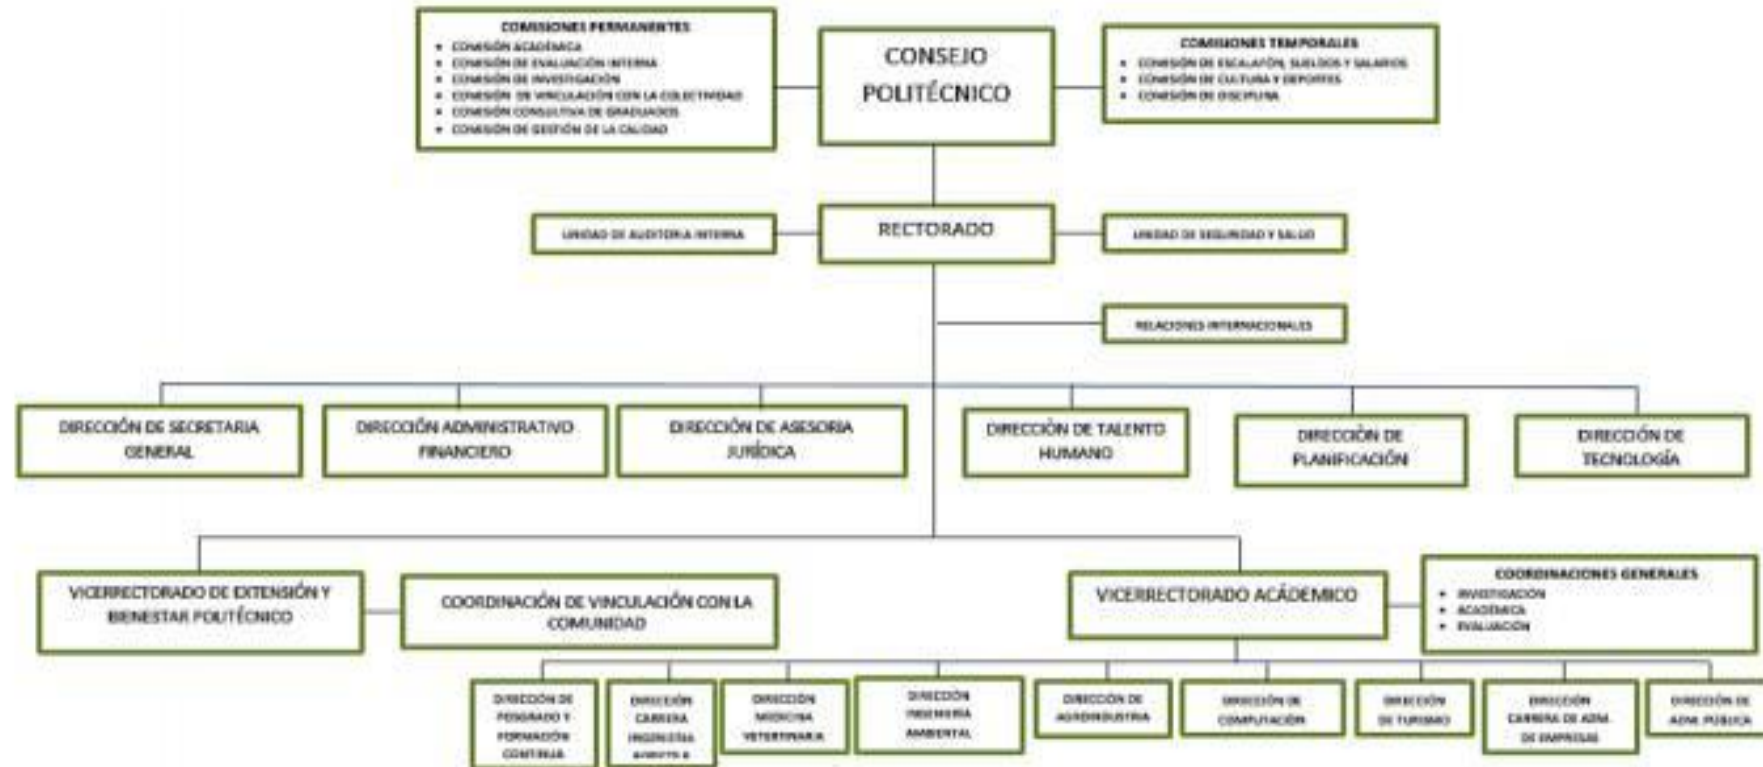 COMISIONES PERMANENTES
• COMISIÓN ACADÉMICA
• COMISIÓN DE EVALUACIÓN INTERNA
• COMISIÓN DE INVESTIGACIÓN
• COMISIÓN DE VINCULACIÓN CON LA COLECTIVIDAD
• COMISIÓN CONSULTIVA DE GRADUADOS
• COMISIÓN DE GESTIÓN DE LA CALIDAD
CONSEJO
POLITÉCNICO
COMISIONES TEMPORALES
• COMISIÓN DE ESCALAFÓN, SUELDOS Y SALARIOS
• COMISIÓN DE CULTURA Y DEPORTES
• COMISIÓN DE DISCIPLINA
UNIDAD DE AUDITORIA INTERNA
RECTORADO
UNIDAD DE SEGURIDAD Y SALUD
RELACIONES INTERNACIONALES
DIRECCIÓN DE SECRETARIA
GENERAL
DIRECCIÓN ADMINISTRATIVO
FINANCIERO
DIRECCIÓN DE ASESORIA
JURÍDICA
DIRECCIÒN DE TALENTO
HUMANO
DIRECCIÒN DE
PLANIFICACIÓN
DIRECCIÓN DE
TECNOLOGÍA
VICERRECTORADO DE EXTENSIÓN Y
BIENESTAR POLITÉCNICO
COORDINACIÓN DE VINCULACIÓN CON LA
COMUNIDAD
VICERRECTORADO ACÁDEMICO
COORDINACIONES GENERALES
• INVESTIGACIÓN
• ACADÉMICA
• EVALUACIÓN
DIRECCIÓN DE
POSGRADO Y
FORMACIÓN
CONTINUA
DIRECCIÓN
CARRERA
INGENIERÍA
DIRECCIÓN
MEDICINA
VETERTINARIA
DIRECCIÓN
INGENIERÍA
AMBIENTAL
DIRECCIÓN DE
AGROINDUSTRIA
DIRECCIÓN DE
COMPUTACIÓN
DIRECCIÓN
DE TURISMO
DIRECCIÓN
CARRERA DE ADM.
DE EMPRESAS
DIRECCIÓN DE
ADM. PÚBLICA